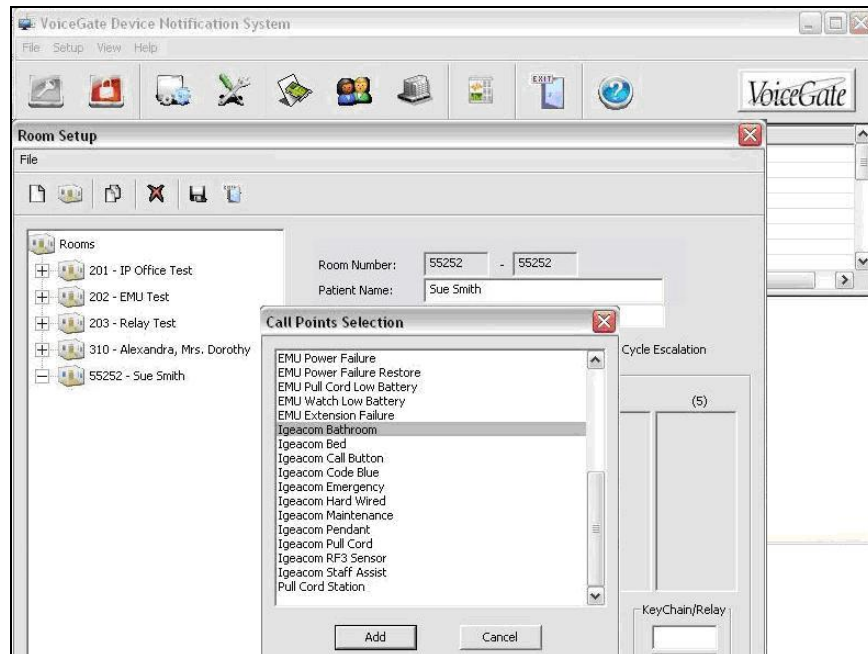 VoiceGate Device Notification System
File Setup View Help
EXIT
VoiceGate
Room Setup
File
Rooms
201 - IP Office Test
202 - EMU Test
203 - Relay Test
310 - Alexandra, Mrs. Dorothy
55252 - Sue Smith
Room Number: 55252 - 55252
Patient Name: Sue Smith
Cycle Escalation
(5)
KeyChain/Relay
Call Points Selection
EMU Power Failure
EMU Power Failure Restore
EMU Pull Cord Low Battery
EMU Watch Low Battery
EMU Extension Failure
Igeacom Bathroom
Igeacom Bed
Igeacom Call Button
Igeacom Code Blue
Igeacom Emergency
Igeacom Hard Wired
Igeacom Maintenance
Igeacom Pendant
Igeacom Pull Cord
Igeacom RF3 Sensor
Igeacom Staff Assist
Pull Cord Station
Add Cancel